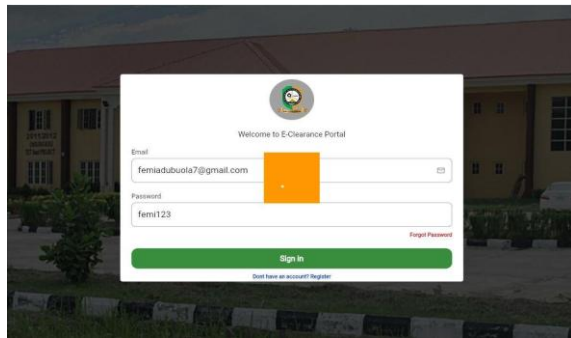 Welcome to E-Clearance Portal
Email
femiadubuola7@gmail.com
Password
femi123
Forgot Password
Sign in
Dont have an account? Register